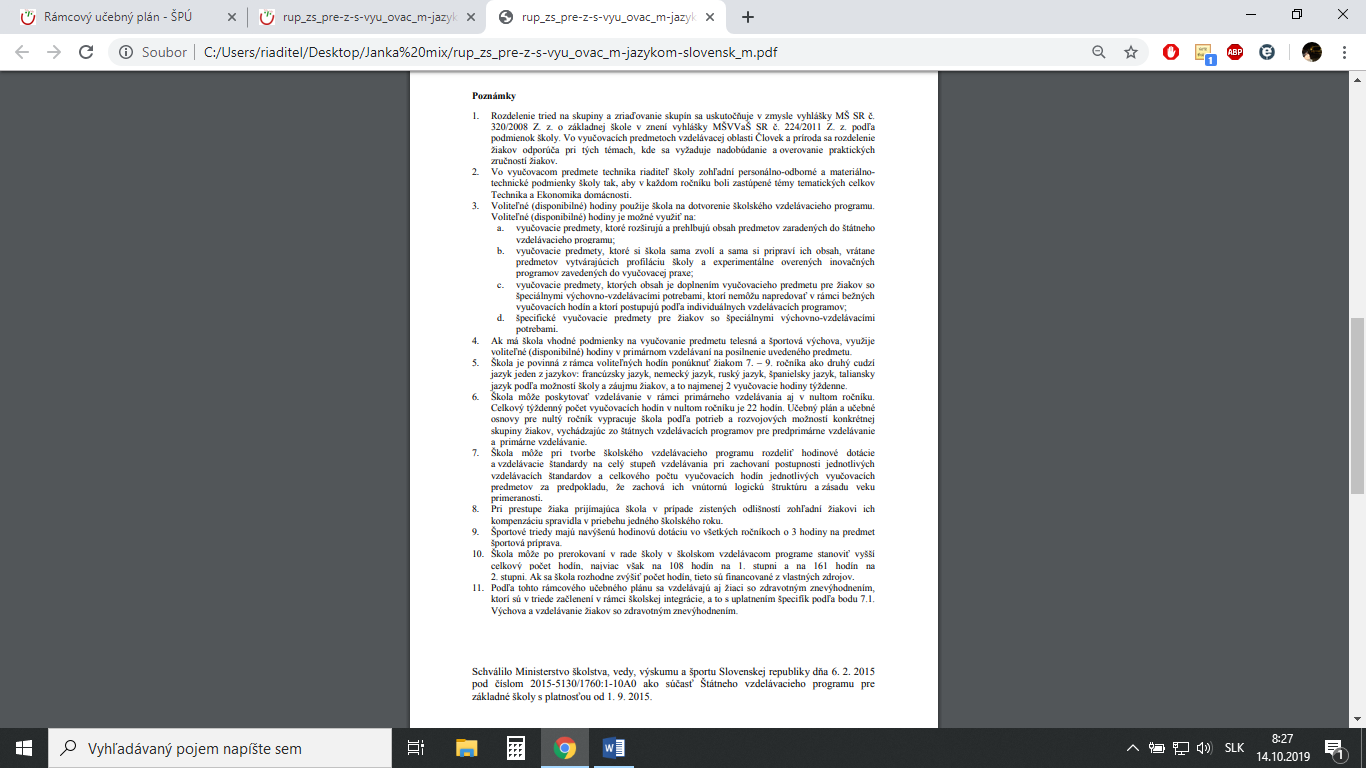 Rámcový učebný plán - ŠPÚ
rup_zs_pre-z-s-vyu_ovac_m-jazyk
rup_zs_pre-z-s-vyu_ovac_m-jazyk
Súbor
C:/Users/riaditel/Desktop/Janka%20mix/rup_zs_pre-z-s-vyu_ovac_m-jazykom-slovensk_m.pdf
Poznámky
1. Rozdelenie tried na skupiny a zriaďovanie skupín sa uskutočňuje v zmysle vyhlášky MŠ SR č.
320/2008 Z. z. o základnej škole v znení vyhlášky MŠVVaŠ SR č. 224/2011 Z. z. podľa
podmienok školy. Vo vyučovacích predmetoch vzdelávacej oblasti Človek a príroda sa rozdelenie
žiakov odporúča pri tých témach, kde sa vyžaduje nadobúdanie a overovanie praktických
zručností žiakov.
2. Vo vyučovacom predmete technika riaditeľ školy zohľadní personálno-odborné a materiálno-
technické podmienky školy tak, aby v každom ročníku boli zastúpené témy tematických celkov
Technika a Ekonomika domácnosti.
3. Voliteľné (disponibilné) hodiny použije škola na dotvorenie školského vzdelávacieho programu.
Voliteľné (disponibilné) hodiny je možné využiť na:
a. vyučovacie predmety, ktoré rozširujú a prehlbujú obsah predmetov zaradených do štátneho
vzdelávacieho programu;
b. vyučovacie predmety, ktoré si škola sama zvolí a sama si pripraví ich obsah, vrátane
predmetov vytvárajúcich profiláciu školy a experimentálne overených inovačných
programov zavedených do vyučovacej praxe;
c. vyučovacie predmety, ktorých obsah je doplnením vyučovacieho predmetu pre žiakov so
špeciálnymi výchovno-vzdelávacími potrebami, ktorí nemôžu napredovať v rámci bežných
vyučovacích hodín a ktorí postupujú podľa individuálnych vzdelávacích programov;
d. špecifické vyučovacie predmety pre žiakov so špeciálnymi výchovno-vzdelávacími
potrebami.
4. Ak má škola vhodné podmienky na vyučovanie predmetu telesná a športová výchova, využije
voliteľné (disponibilné) hodiny v primárnom vzdelávaní na posilnenie uvedeného predmetu.
5. Škola je povinná z rámca voliteľných hodín ponúknuť žiakom 7. – 9. ročníka ako druhý cudzí
jazyk jeden z jazykov: francúzsky jazyk, nemecký jazyk, ruský jazyk, španielsky jazyk, taliansky
jazyk podľa možností školy a záujmu žiakov, a to najmenej 2 vyučovacie hodiny týždenne.
6. Škola môže poskytovať vzdelávanie v rámci primárneho vzdelávania aj v nultom ročníku.
Celkový týždenný počet vyučovacích hodín v nultom ročníku je 22 hodín. Učebný plán a učebné
osnovy pre nultý ročník vypracuje škola podľa potrieb a rozvojových možností konkrétnej
skupiny žiakov, vychádzajúc zo štátnych vzdelávacích programov pre predprimárne vzdelávanie
a primárne vzdelávanie.
7. Škola môže pri tvorbe školského vzdelávacieho programu rozdeliť hodinové dotácie
a vzdelávacie štandardy na celý stupeň vzdelávania pri zachovaní postupnosti jednotlivých
vzdelávacích štandardov a celkového počtu vyučovacích hodín jednotlivých vyučovacích
predmetov za predpokladu, že zachová ich vnútornú logickú štruktúru a zásadu veku
primeranosti.
8. Pri prestupe žiaka prijímajúca škola v prípade zistených odlišností zohľadní žiakovi ich
kompenzáciu spravidla v priebehu jedného školského roku.
9. Športové triedy majú navýšenú hodinovú dotáciu vo všetkých ročníkoch o 3 hodiny na predmet
športová príprava.
10. Škola môže po prerokovaní v rade školy v školskom vzdelávacom programe stanoviť vyšší
celkový počet hodín, najviac však na 108 hodín na 1. stupni a na 161 hodín na
2. stupni. Ak sa škola rozhodne zvýšiť počet hodín, tieto sú financované z vlastných zdrojov.
11. Podľa tohto rámcového učebného plánu sa vzdelávajú aj žiaci so zdravotným znevýhodnením,
ktorí sú v triede začlenení v rámci školskej integrácie, a to s uplatnením špecifík podľa bodu 7.1.
Výchova a vzdelávanie žiakov so zdravotným znevýhodnením.
Schválilo Ministerstvo školstva, vedy, výskumu a športu Slovenskej republiky dňa 6. 2. 2015
pod číslom 2015-5130/1760:1-10A0 ako súčasť Štátneho vzdelávacieho programu pre
základné školy s platnosťou od 1. 9. 2015.
Vyhľadávaný pojem napíšte sem
SLK
8:27
14.10.2019